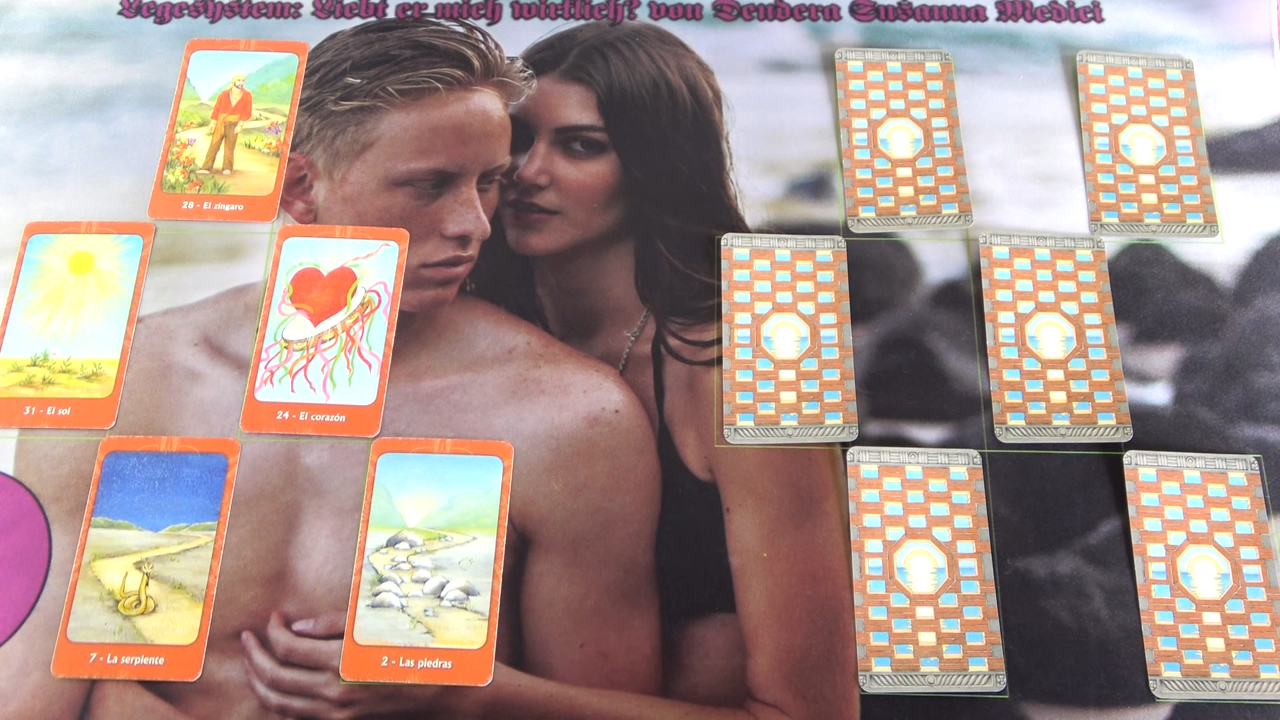 Legesystem: Liebt er mich wirklich? von Dendera Susanna Medici
28 - El zíngaro
31 - El sol
24 - El corazón
7 - La serpiente
2 - Las piedras